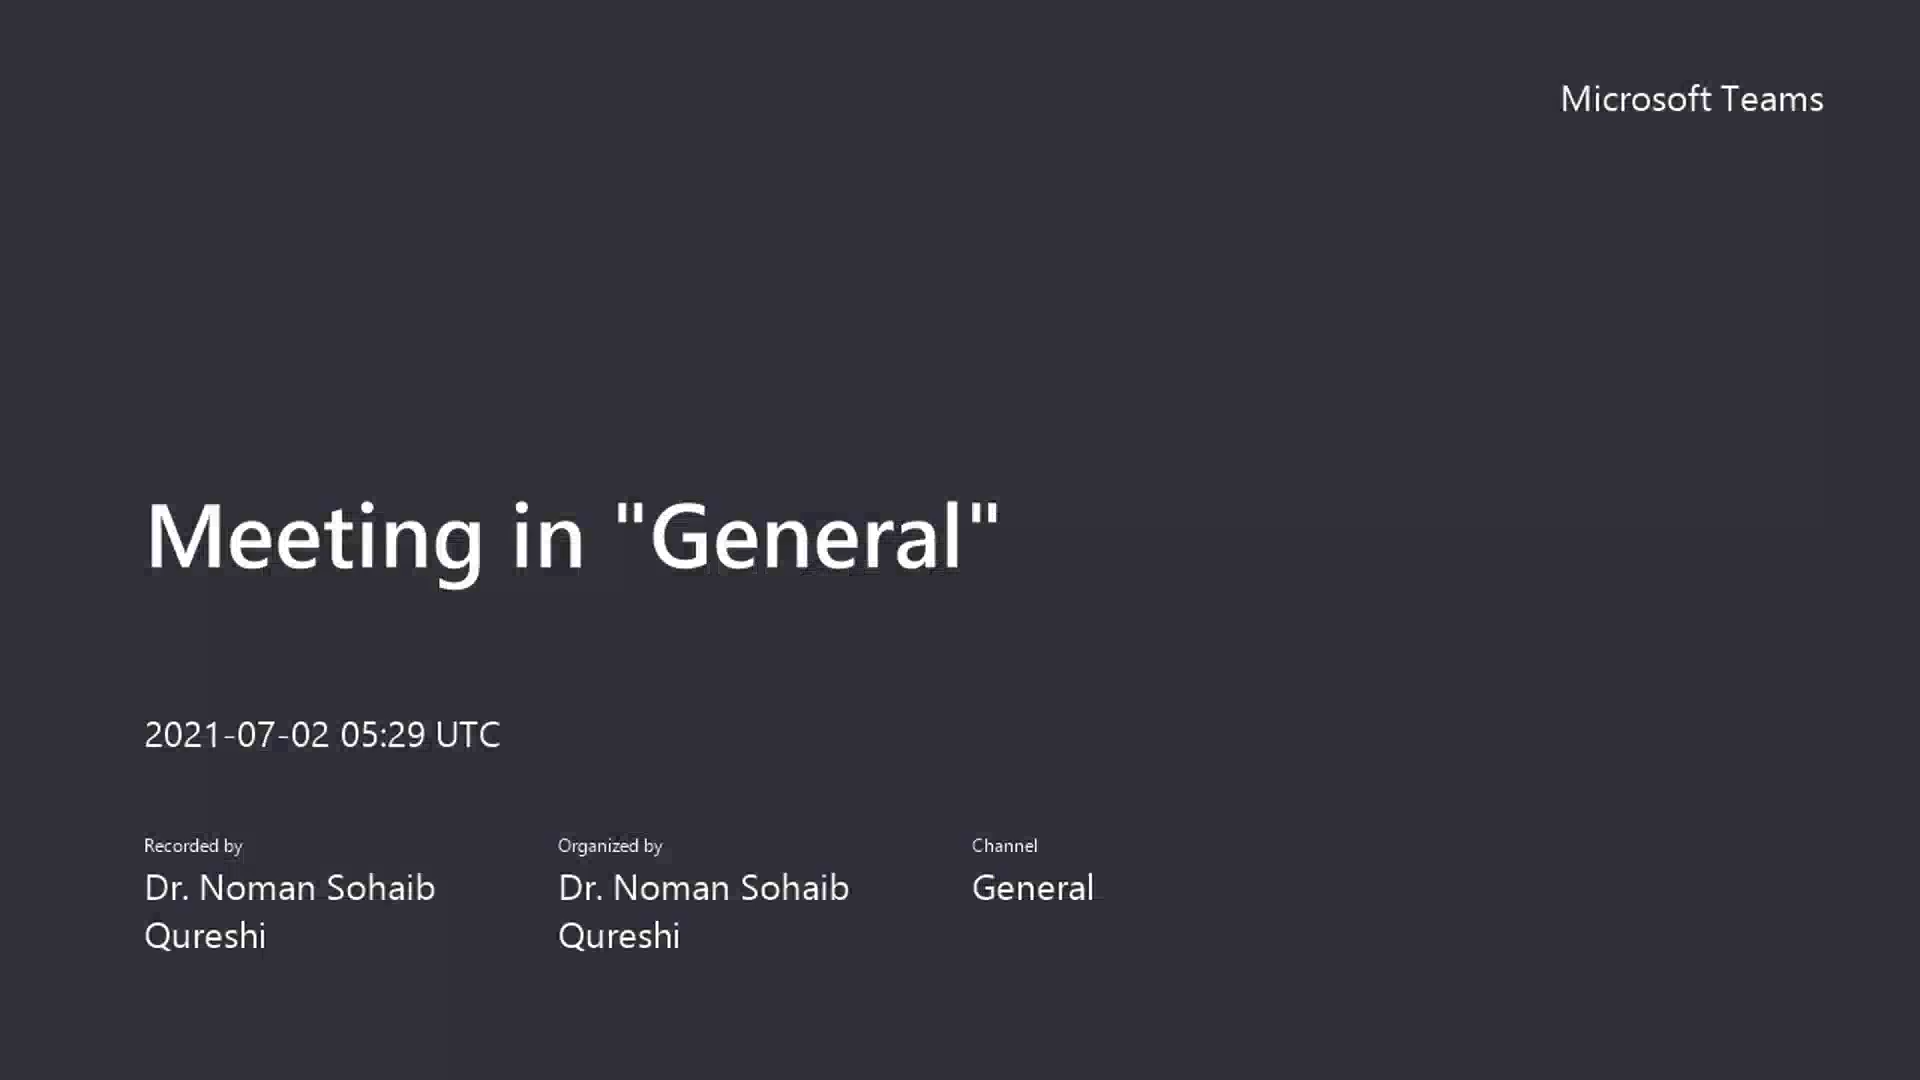 Microsoft Teams
Meeting in "General"
2021-07-02 05:29 UTC
Recorded by
Dr. Noman Sohaib
Qureshi
Organized by
Dr. Noman Sohaib
Qureshi
Channel
General